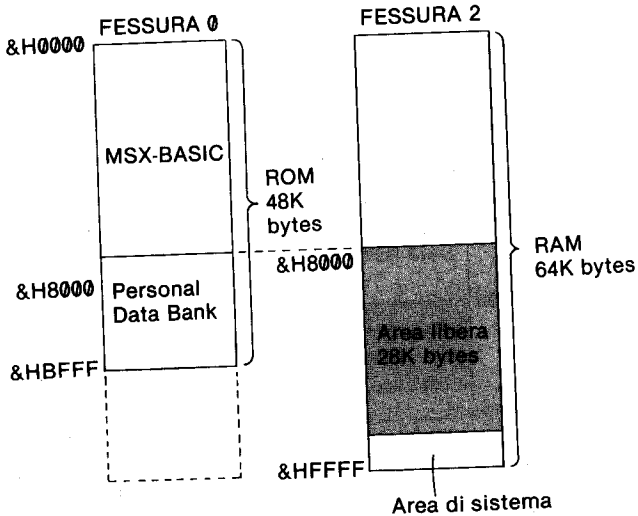 FESSURA 0
&H0000
MSX-BASIC
ROM
48K
bytes
&H8000
Personal
Data Bank
&HBFFF
FESSURA 2
&H8000
Area libera
28K bytes
RAM
64K bytes
&HFFFF
Area di sistema